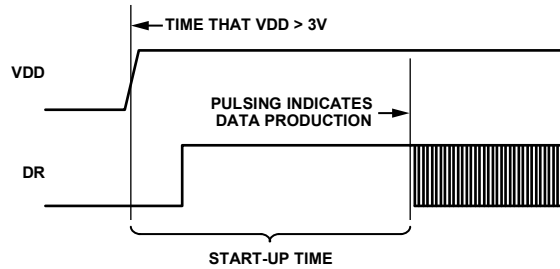 TIME THAT VDD > 3V
VDD
PULSING INDICATES
DATA PRODUCTION
DR
START-UP TIME